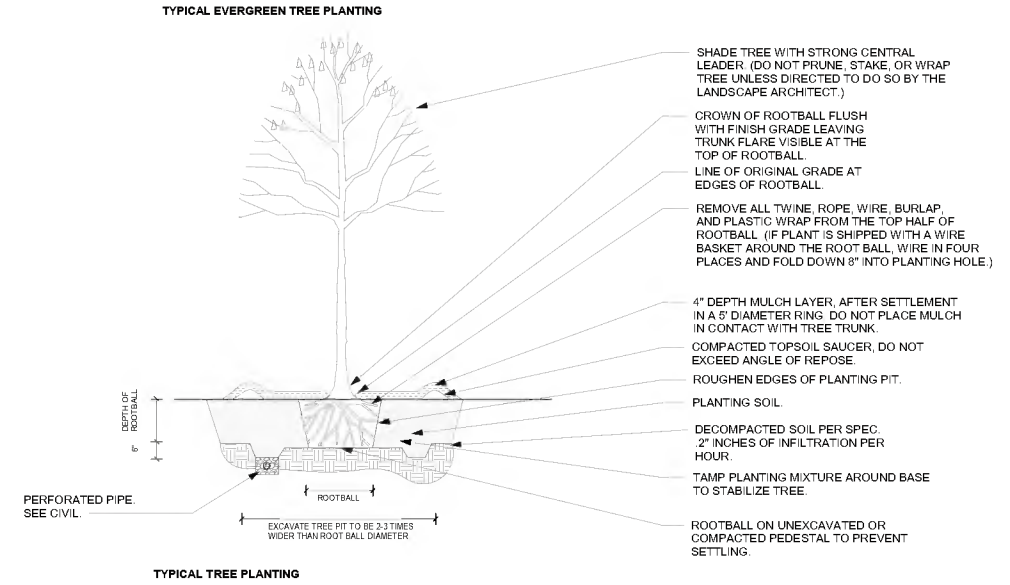 TYPICAL EVERGREEN TREE PLANTING
SHADE TREE WITH STRONG CENTRAL
LEADER. (DO NOT PRUNE, STAKE, OR WRAP
TREE UNLESS DIRECTED TO DO SO BY THE
LANDSCAPE ARCHITECT.)
CROWN OF ROOTBALL FLUSH
WITH FINISH GRADE LEAVING
TRUNK FLARE VISIBLE AT THE
TOP OF ROOTBALL.
LINE OF ORIGINAL GRADE AT
EDGES OF ROOTBALL.
REMOVE ALL TWINE, ROPE, WIRE, BURLAP,
AND PLASTIC WRAP FROM THE TOP HALF OF
ROOTBALL (IF PLANT IS SHIPPED WITH A WIRE
BASKET AROUND THE ROOT BALL, WIRE IN FOUR
PLACES AND FOLD DOWN 8" INTO PLANTING HOLE.)
4" DEPTH MULCH LAYER, AFTER SETTLEMENT
IN A 5' DIAMETER RING DO NOT PLACE MULCH
IN CONTACT WITH TREE TRUNK.
COMPACTED TOPSOIL SAUCER, DO NOT
EXCEED ANGLE OF REPOSE.
ROUGHEN EDGES OF PLANTING PIT.
PLANTING SOIL.
DECOMPACTED SOIL PER SPEC.
.2" INCHES OF INFILTRATION PER
HOUR.
TAMP PLANTING MIXTURE AROUND BASE
TO STABILIZE TREE.
ROOTBALL ON UNEXCAVATED OR
COMPACTED PEDESTAL TO PREVENT
SETTLING.
DEPTH OF
ROOTBALL
6"
PERFORATED PIPE.
SEE CIVIL.
ROOTBALL
EXCAVATE TREE PIT TO BE 2-3 TIMES
WIDER THAN ROOT BALL DIAMETER
TYPICAL TREE PLANTING